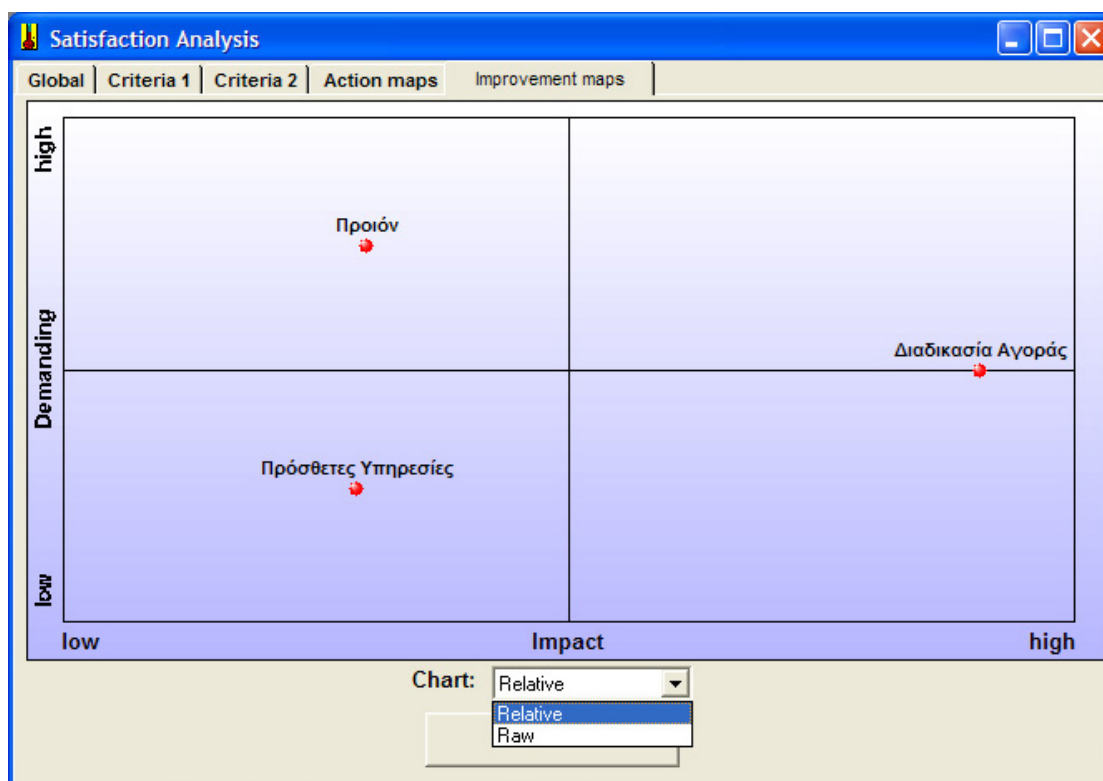 Satisfaction Analysis
Global Criteria 1 Criteria 2 Action maps Improvement maps
high
Προιόν
Διαδικασία Αγοράς
Demanding
Πρόσθετες Υπηρεσίες
low
low Impact high
Chart: Relative
Relative
Raw